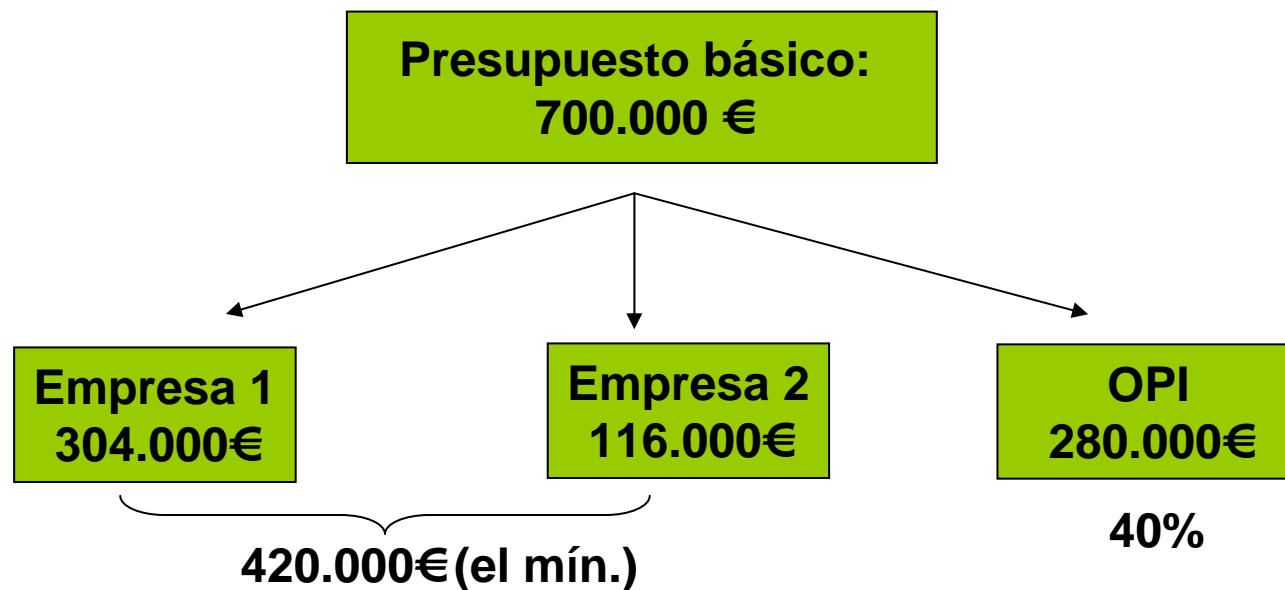 Presupuesto básico:
700.000 €
Empresa 1
304.000€
Empresa 2
116.000€
OPI
280.000€
420.000€(el mín.)
40%